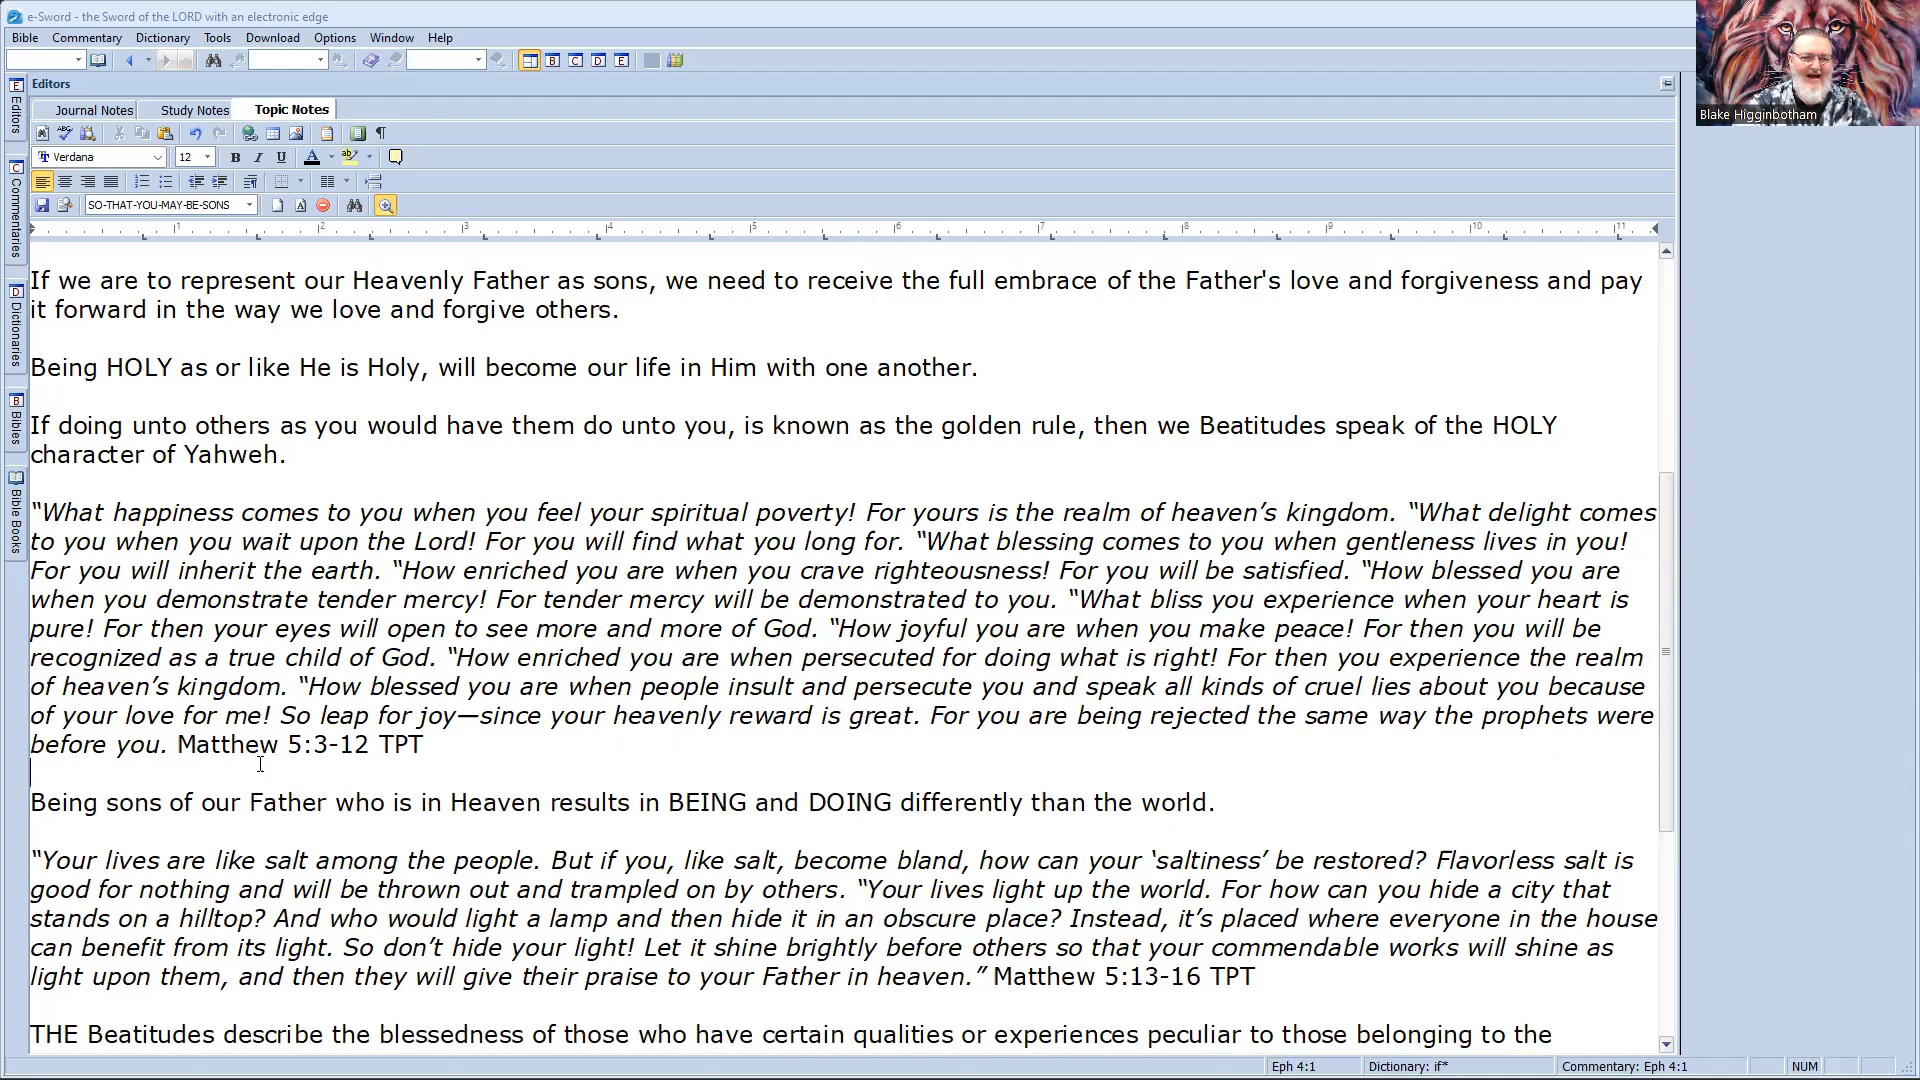 e-Sword - the Sword of the LORD with an electronic edge
Bible Commentary Dictionary Tools Download Options Window Help
B C D E
Editors
Journal Notes Study Notes Topic Notes
Verdana 12 B I U A ab
SO-THAT-YOU-MAY-BE-SONS A
1 2 3 4 5 6 7 8 9 10 11
E Editors
C Commentaries
D Dictionaries
B Bibles
Bible Books
Blake Higginbotham
If we are to represent our Heavenly Father as sons, we need to receive the full embrace of the Father's love and forgiveness and pay
it forward in the way we love and forgive others.
Being HOLY as or like He is Holy, will become our life in Him with one another.
If doing unto others as you would have them do unto you, is known as the golden rule, then we Beatitudes speak of the HOLY
character of Yahweh.
“What happiness comes to you when you feel your spiritual poverty! For yours is the realm of heaven’s kingdom. “What delight comes
to you when you wait upon the Lord! For you will find what you long for. “What blessing comes to you when gentleness lives in you!
For you will inherit the earth. “How enriched you are when you crave righteousness! For you will be satisfied. “How blessed you are
when you demonstrate tender mercy! For tender mercy will be demonstrated to you. “What bliss you experience when your heart is
pure! For then your eyes will open to see more and more of God. “How joyful you are when you make peace! For then you will be
recognized as a true child of God. “How enriched you are when persecuted for doing what is right! For then you experience the realm
of heaven’s kingdom. “How blessed you are when people insult and persecute you and speak all kinds of cruel lies about you because
of your love for me! So leap for joy—since your heavenly reward is great. For you are being rejected the same way the prophets were
before you. Matthew 5:3-12 TPT
Being sons of our Father who is in Heaven results in BEING and DOING differently than the world.
“Your lives are like salt among the people. But if you, like salt, become bland, how can your ‘saltiness’ be restored? Flavorless salt is
good for nothing and will be thrown out and trampled on by others. “Your lives light up the world. For how can you hide a city that
stands on a hilltop? And who would light a lamp and then hide it in an obscure place? Instead, it’s placed where everyone in the house
can benefit from its light. So don’t hide your light! Let it shine brightly before others so that your commendable works will shine as
light upon them, and then they will give their praise to your Father in heaven.” Matthew 5:13-16 TPT
THE Beatitudes describe the blessedness of those who have certain qualities or experiences peculiar to those belonging to the
Eph 4:1 Dictionary: if* Commentary: Eph 4:1 NUM